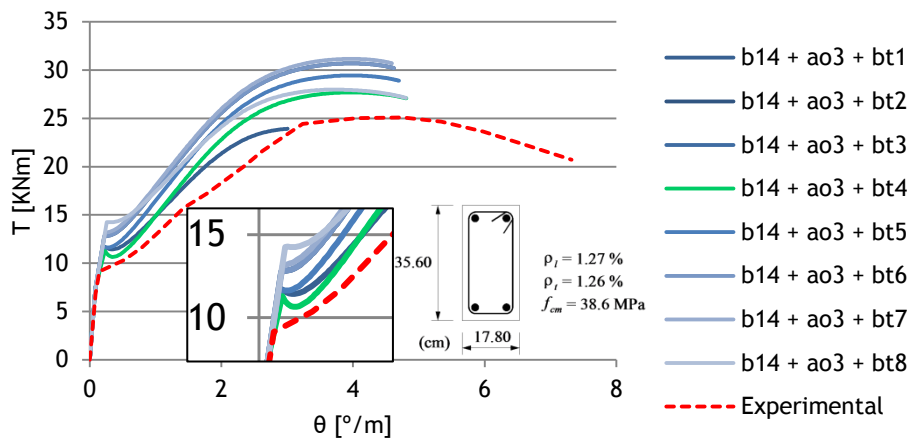 T [KNm]
35
30
25
20
15
10
5
0
0
2
4
6
8
θ [°/m]
15
10
35.60
(cm)
17.80
ρl = 1.27 %
ρt = 1.26 %
fcm = 38.6 MPa
b14 + ao3 + bt1
b14 + ao3 + bt2
b14 + ao3 + bt3
b14 + ao3 + bt4
b14 + ao3 + bt5
b14 + ao3 + bt6
b14 + ao3 + bt7
b14 + ao3 + bt8
Experimental